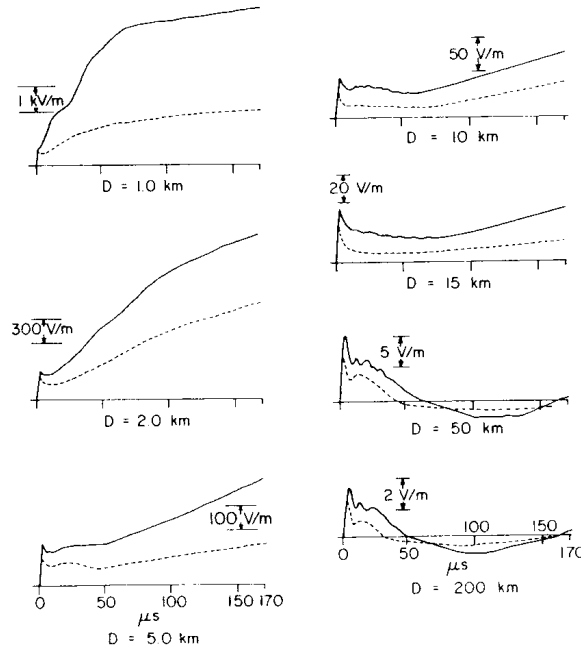 1 kV/m
D = 1.0 km
300 V/m
D = 2.0 km
100 V/m
0 50 100 150 170
μs
D = 5.0 km
50 V/m
D = 10 km
20 V/m
D = 15 km
5 V/m
D = 50 km
2 V/m
100 150
0 50 170
μs
D = 200 km